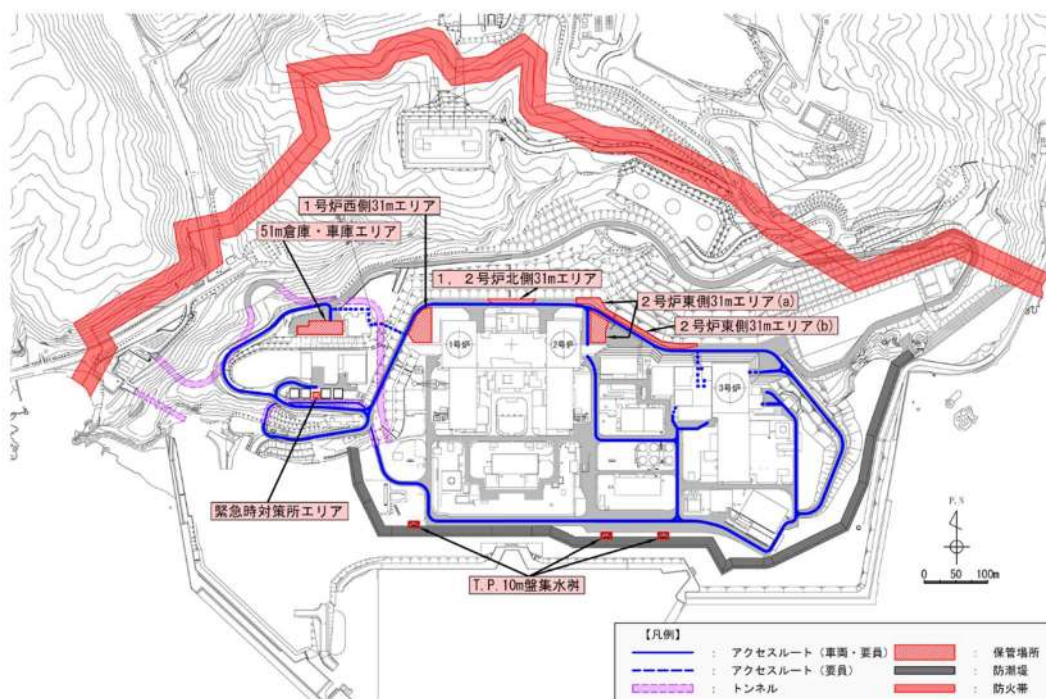 1号炉西側31mエリア
51m倉庫・車庫エリア
1, 2号炉北側31mエリア
2号炉東側31mエリア(a)
2号炉東側31mエリア(b)
1号炉
2号炉
3号炉
緊急時対策所エリア
T.P.10m盤集水桝
P.N
0 50 100m
【凡例】
: アクセスルート（車両・要員）
: 保管場所
: アクセスルート（要員）
: 防潮堤
: トンネル
: 防火帯